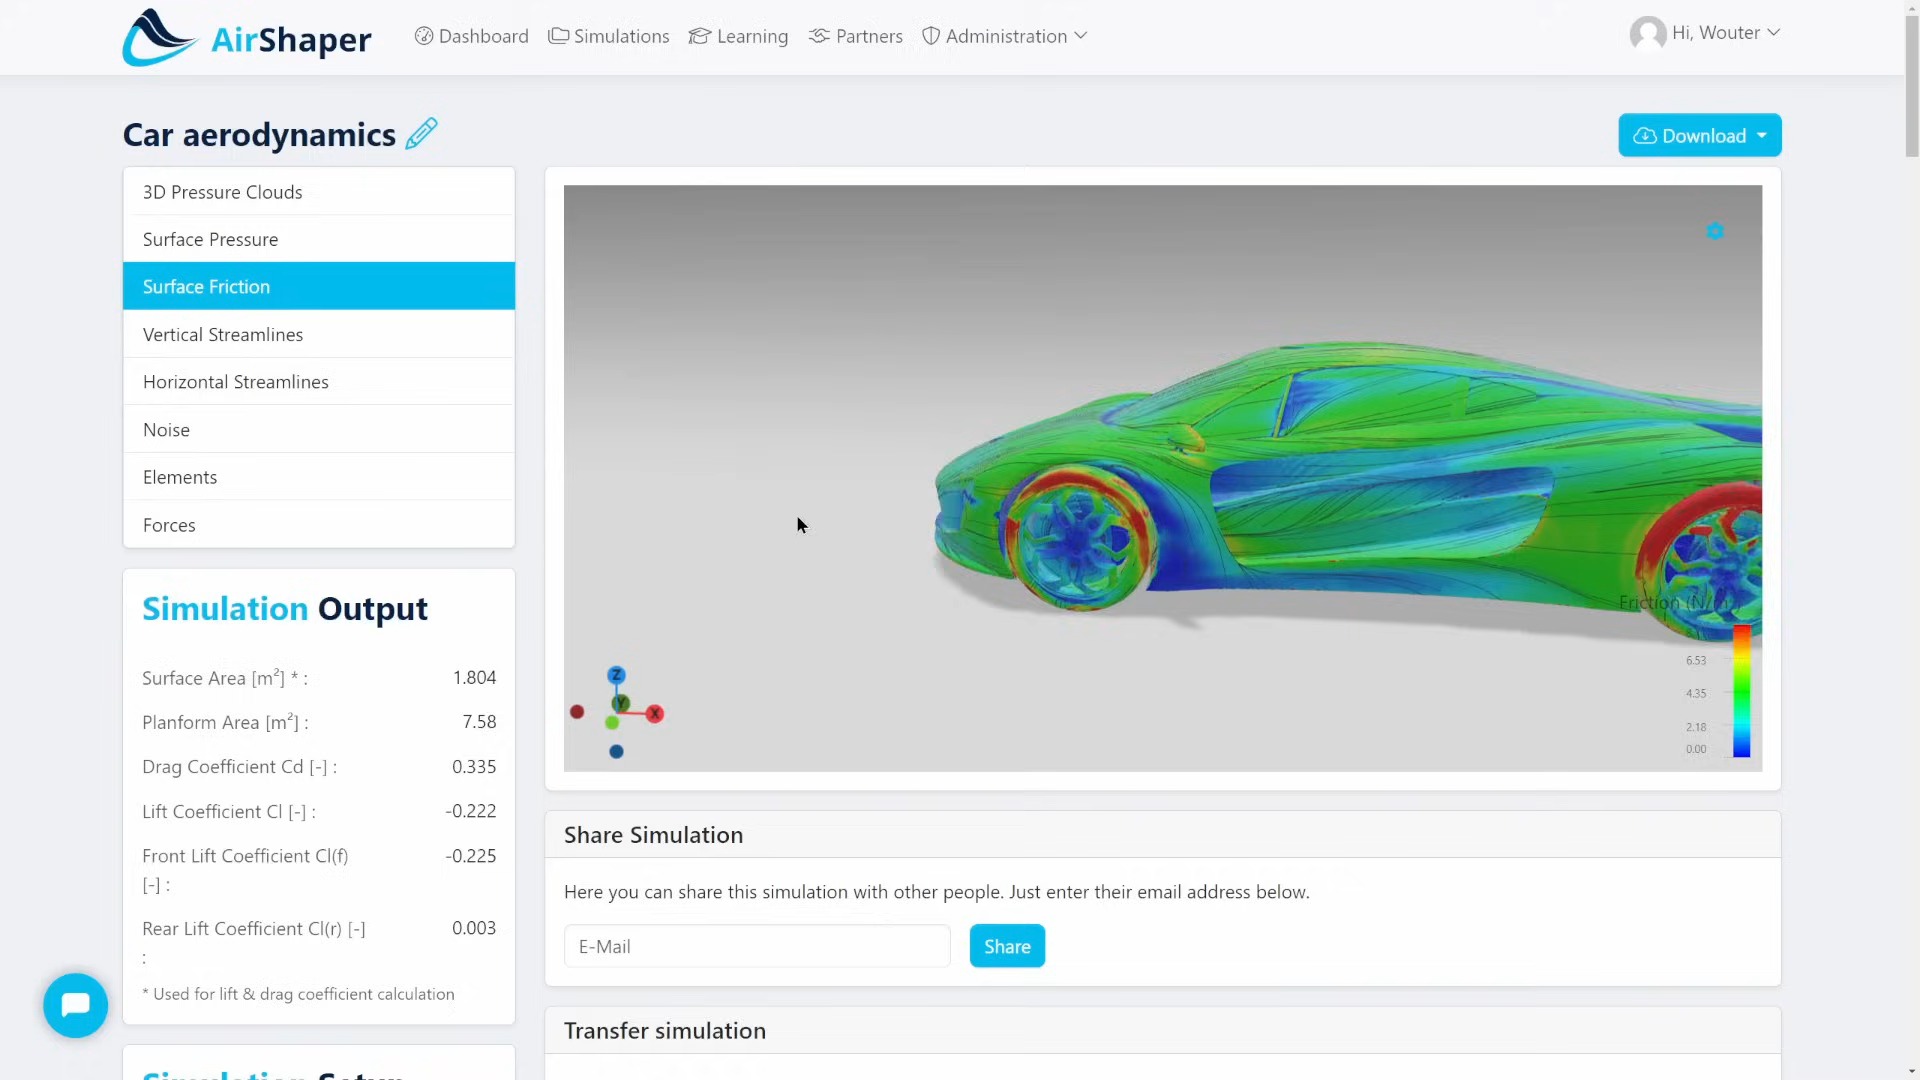 AirShaper
Dashboard Simulations Learning Partners Administration
Hi, Wouter
Car aerodynamics
Download
3D Pressure Clouds
Surface Pressure
Surface Friction
Vertical Streamlines
Horizontal Streamlines
Noise
Elements
Forces
Simulation Output
Surface Area [m²] * : 1.804
Planform Area [m²] : 7.58
Drag Coefficient Cd [-] : 0.335
Lift Coefficient Cl [-] : -0.222
Front Lift Coefficient Cl(f) -0.225
[-] :
Rear Lift Coefficient Cl(r) [-] 0.003
:
* Used for lift & drag coefficient calculation
Z
Y
X
Friction
6.53
4.35
2.18
0.00
Share Simulation
Here you can share this simulation with other people. Just enter their email address below.
E-Mail
Share
Transfer simulation
Simulation Setup